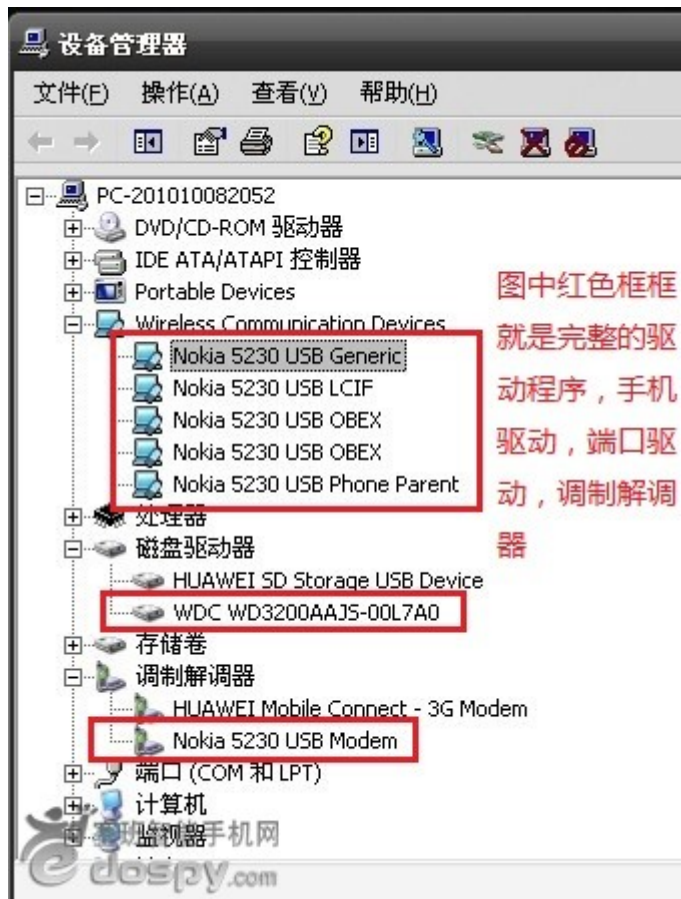 设备管理器
文件(F) 操作(A) 查看(V) 帮助(H)
PC-201010082052
DVD/CD-ROM 驱动器
IDE ATA/ATAPI 控制器
Portable Devices
Wireless Communication Devices
Nokia 5230 USB Generic
Nokia 5230 USB LCIF
Nokia 5230 USB OBEX
Nokia 5230 USB OBEX
Nokia 5230 USB Phone Parent
处理器
磁盘驱动器
HUAWEI SD Storage USB Device
WDC WD3200AAJS-00L7A0
存储卷
调制解调器
HUAWEI Mobile Connect - 3G Modem
Nokia 5230 USB Modem
端口 (COM 和 LPT)
计算机
监视器
图中红色框框
就是完整的驱
动程序，手机
驱动，端口驱
动，调制解调
器
智能手机网
dospy.com